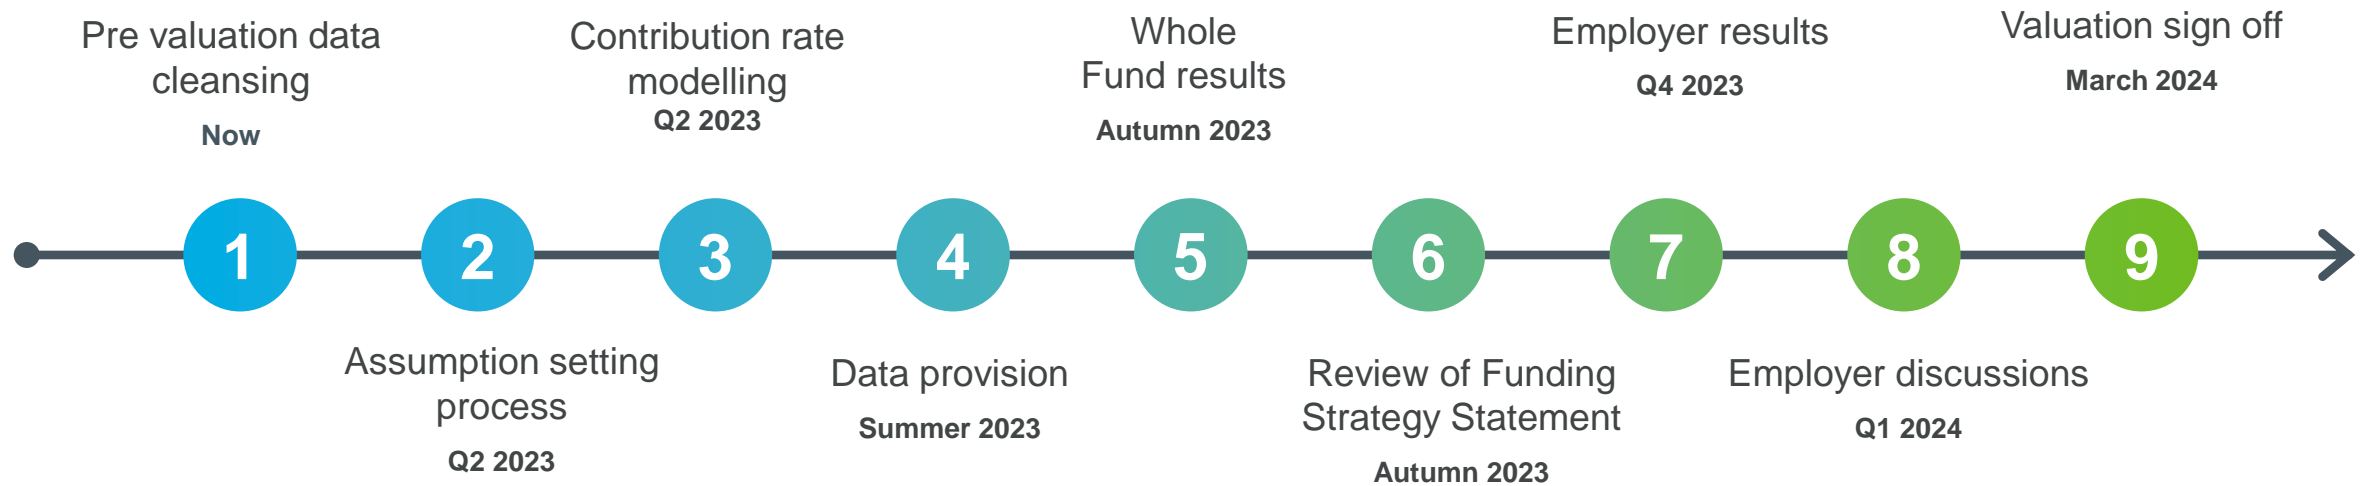 Pre valuation data
cleansing
Now
Contribution rate
modelling
Q2 2023
Whole
Fund results
Autumn 2023
Employer results
Q4 2023
Valuation sign off
March 2024
1
2
3
4
5
6
7
8
9
Assumption setting
process
Q2 2023
Data provision
Summer 2023
Review of Funding
Strategy Statement
Autumn 2023
Employer discussions
Q1 2024